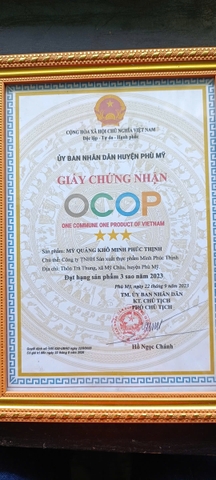 CỘNG HÒA XÃ HỘI CHỦ NGHĨA VIỆT NAM
Độc lập - Tự do - Hạnh phúc
ỦY BAN NHÂN DÂN HUYỆN PHÙ MỸ
GIẤY CHỨNG NHẬN
OCOP
ONE COMMUNE ONE PRODUCT OF VIETNAM
Sản phẩm: MỲ QUẢNG KHÔ MINH PHÚC THỊNH
Chủ thể: Công ty TNHH Sản xuất thực phẩm Minh Phúc Thịnh
Địa chỉ: Thôn Trà Thung, xã Mỹ Châu, huyện Phù Mỹ
Đạt hạng sản phẩm 3 sao năm 2023
Phù Mỹ, ngày 22 tháng 9 năm 2023
TM. ỦY BAN NHÂN DÂN
KT. CHỦ TỊCH
PHÓ CHỦ TỊCH
Hồ Ngọc Chánh